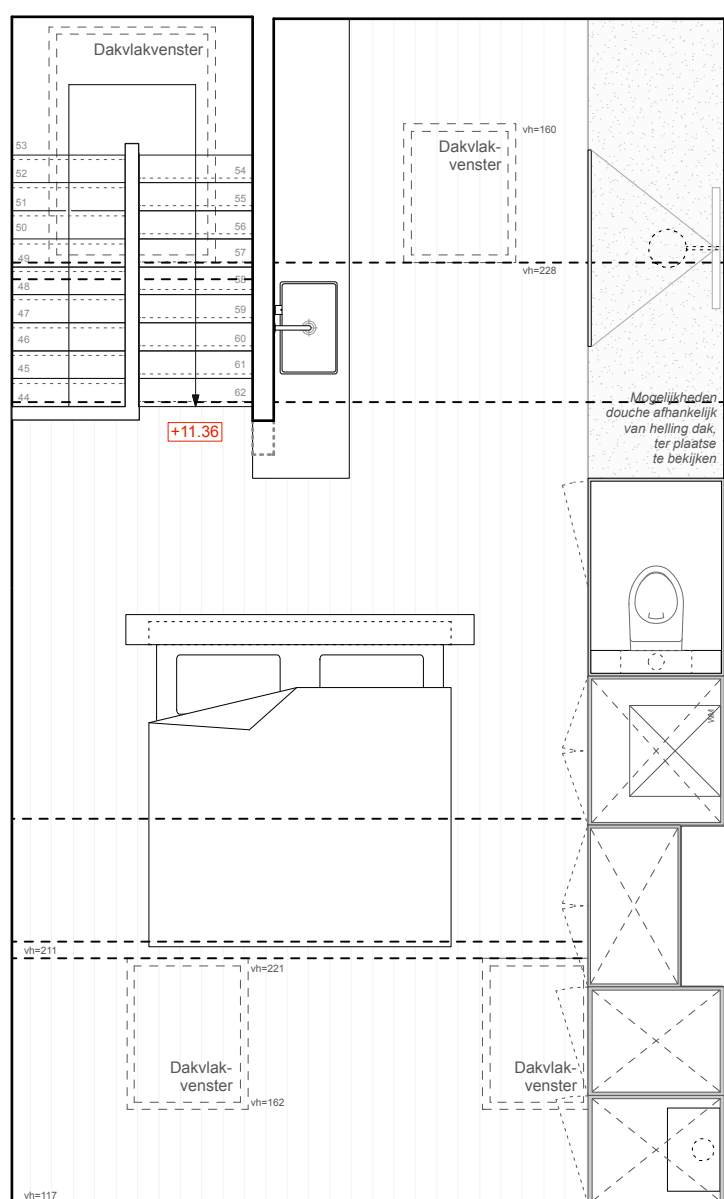 Dakvlakvenster
vh=160
Dakvlak-
venster
53
52
51
50
49
48
47
46
45
44
54
55
56
57
58
59
60
61
62
vh=228
Mogelijkheden
douche afhankelijk
van helling dak,
ter plaatse
te bekijken
+11.36
WM
vh=211
vh=221
Dakvlak-
venster
Dakvlak-
venster
vh=162
vh=117